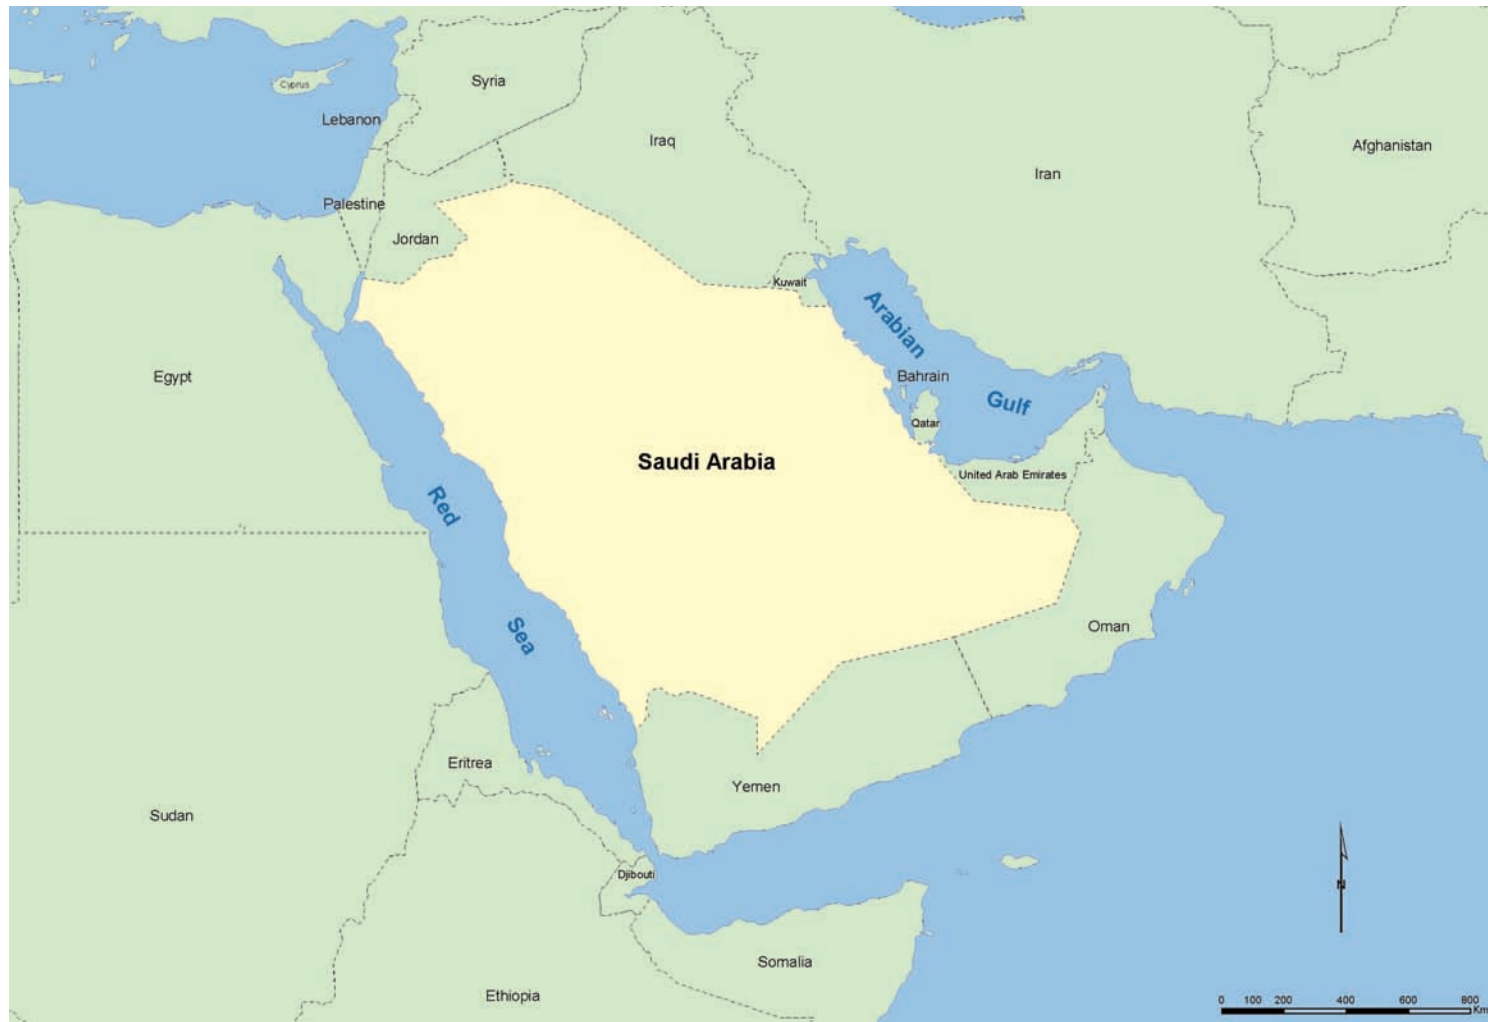 Cyprus
Syria
Lebanon
Iraq
Afghanistan
Iran
Palestine
Jordan
Kuwait
Arabian
Gulf
Egypt
Bahrain
Qatar
Saudi Arabia
United Arab Emirates
Red
Sea
Oman
Eritrea
Yemen
Sudan
Djibouti
N
Somalia
Ethiopia
0 100 200 400 600 800
Km